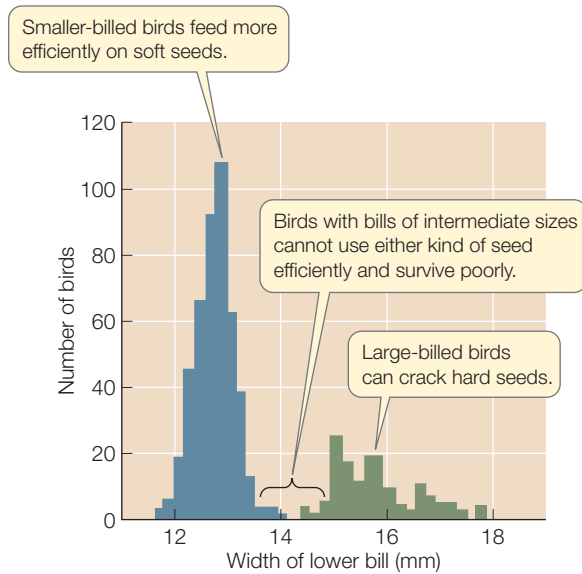 Smaller-billed birds feed more
efficiently on soft seeds.
120
100
80
60
40
20
0
Number of birds
Birds with bills of intermediate sizes
cannot use either kind of seed
efficiently and survive poorly.
Large-billed birds
can crack hard seeds.
12
14
16
18
Width of lower bill (mm)